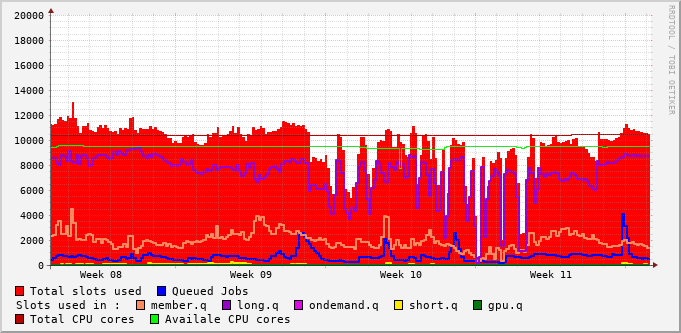 20000
18000
16000
14000
12000
10000
8000
6000
4000
2000
0
Week 08 Week 09 Week 10 Week 11
Total slots used Queued Jobs
Slots used in : member.q long.q ondemand.q short.q gpu.q
Total CPU cores Availale CPU cores
RRDTOOL / TOBI OETIKER